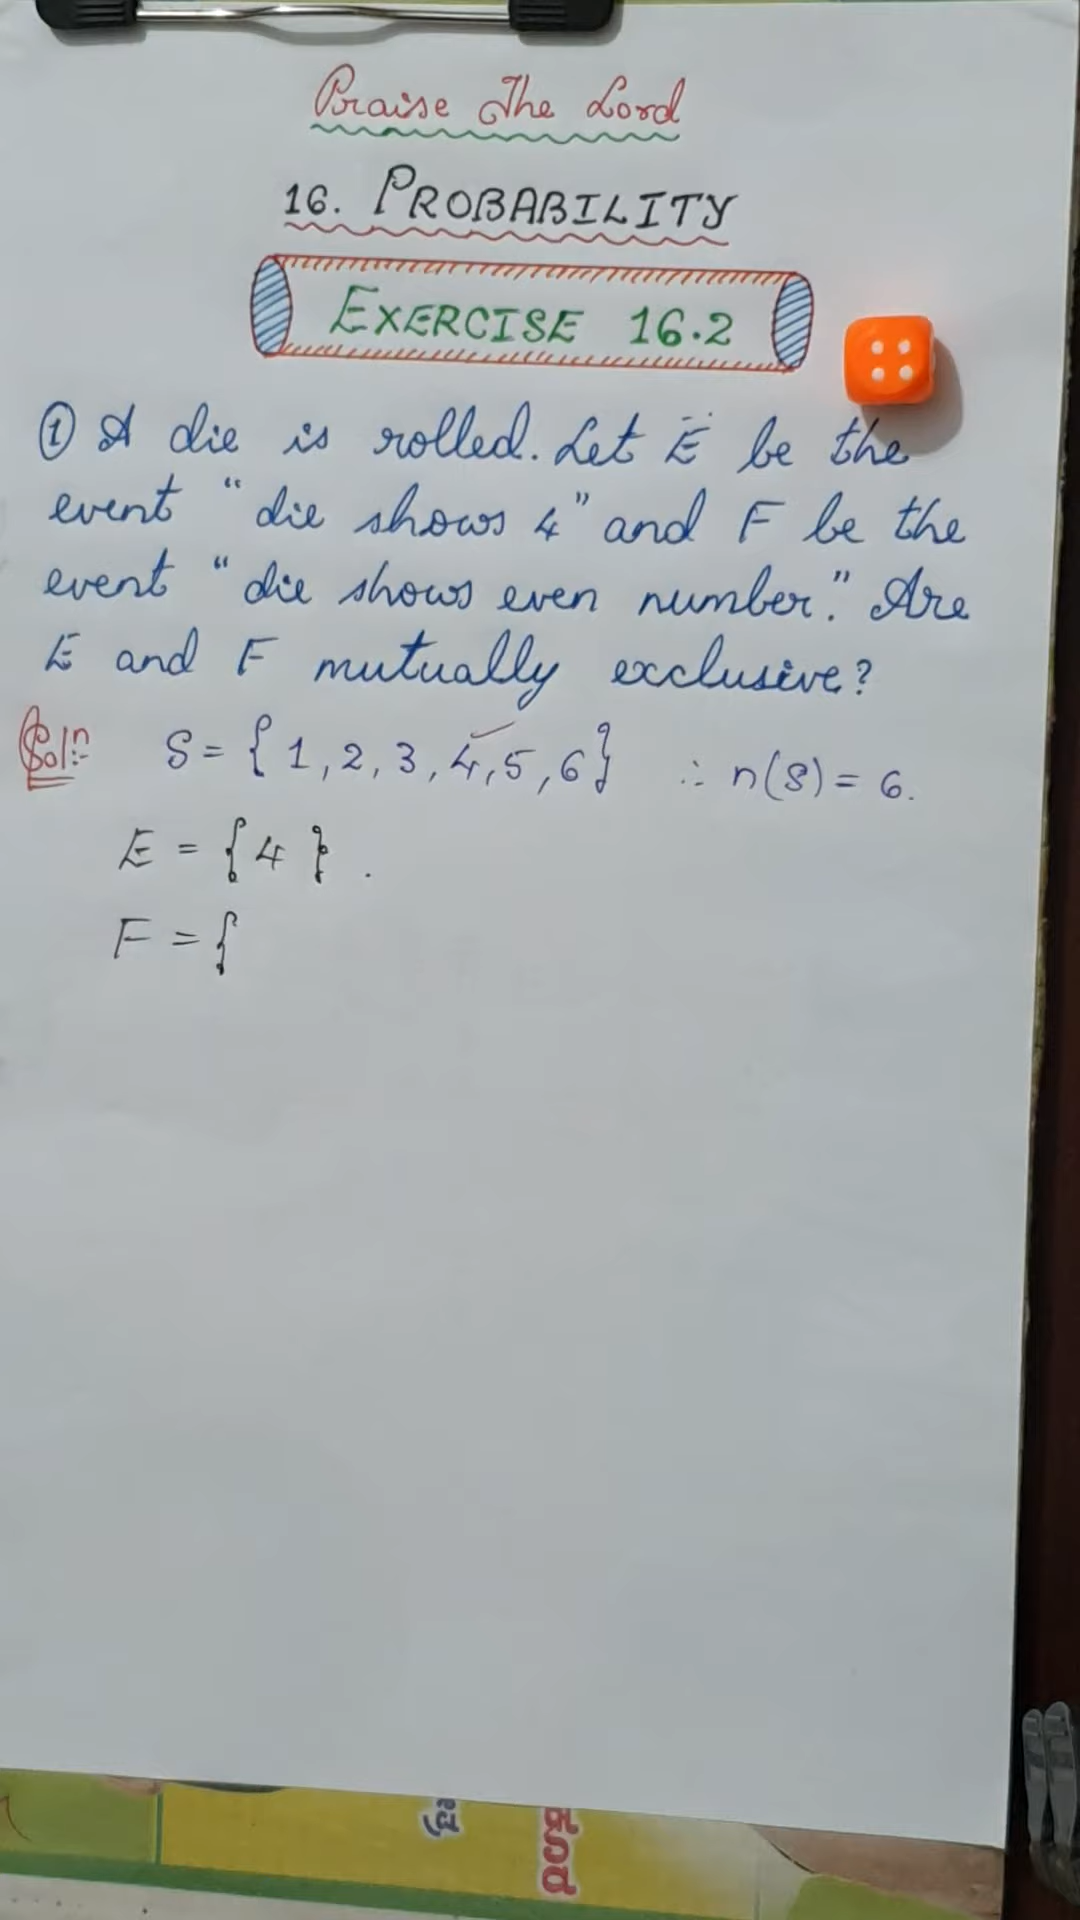 Praise The Lord
16. PROBABILITY
EXERCISE 16.2
① A die is rolled. Let E be the
event “die shows 4” and F be the
event “die shows even number.” Are
E and F mutually exclusive?
Solⁿ:- S = { 1, 2, 3, 4, 5, 6 } ∴ n(S) = 6.
E = { 4 } .
F = {